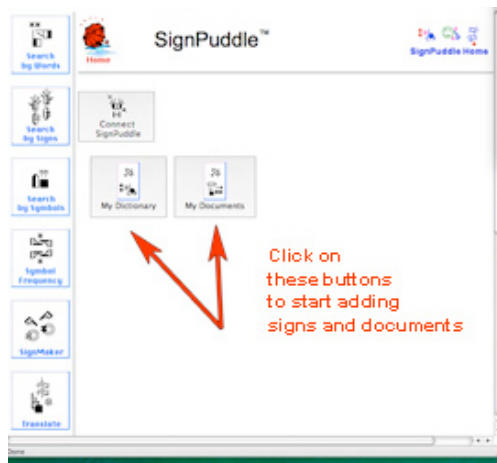 SignPuddle™
Home
SignPuddle Home
Search
by Words
Search
by Signs
Search
by Symbols
Symbol
Frequency
SignMaker
Translate
Connect
SignPuddle
My Dictionary
My Documents
Click on
these buttons
to start adding
signs and documents
Done